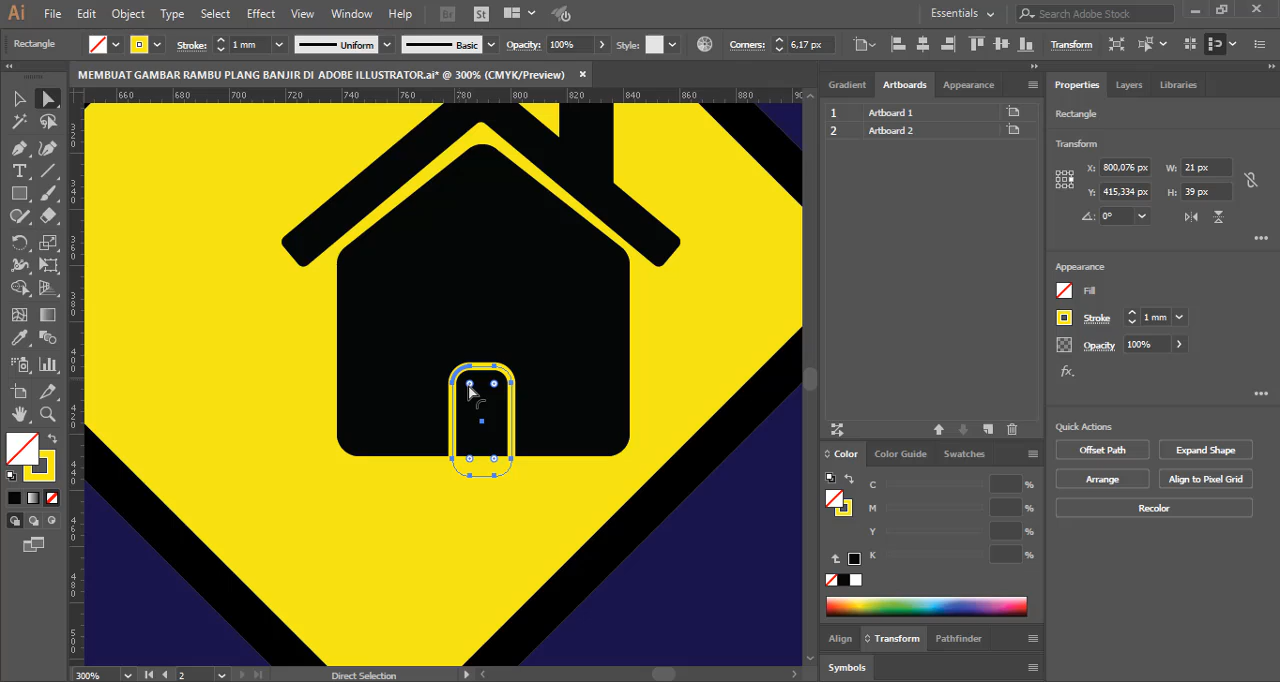 Ai File Edit Object Type Select Effect View Window Help Br St Essentials Search Adobe Stock
Rectangle Stroke: 1 mm Uniform Basic Opacity: 100% Style: Corners: 6,17 px Transform
MEMBUAT GAMBAR RAMBU PLANG BANJIR DI ADOBE ILLUSTRATOR.ai* @ 300% (CMYK/Preview)
660 680 700 720 740 760 780 800 820 840 860 880
Gradient Artboards Appearance
1 Artboard 1
2 Artboard 2
Properties Layers Libraries
Rectangle
Transform
X: 800,076 px W: 21 px
Y: 415,334 px H: 39 px
0°
Appearance
Fill
Stroke 1 mm
Opacity 100%
fx.
Quick Actions
Offset Path Expand Shape
Arrange Align to Pixel Grid
Recolor
Color Color Guide Swatches
C %
M %
Y %
K %
Align Transform Pathfinder
Symbols
300% 2 Direct Selection